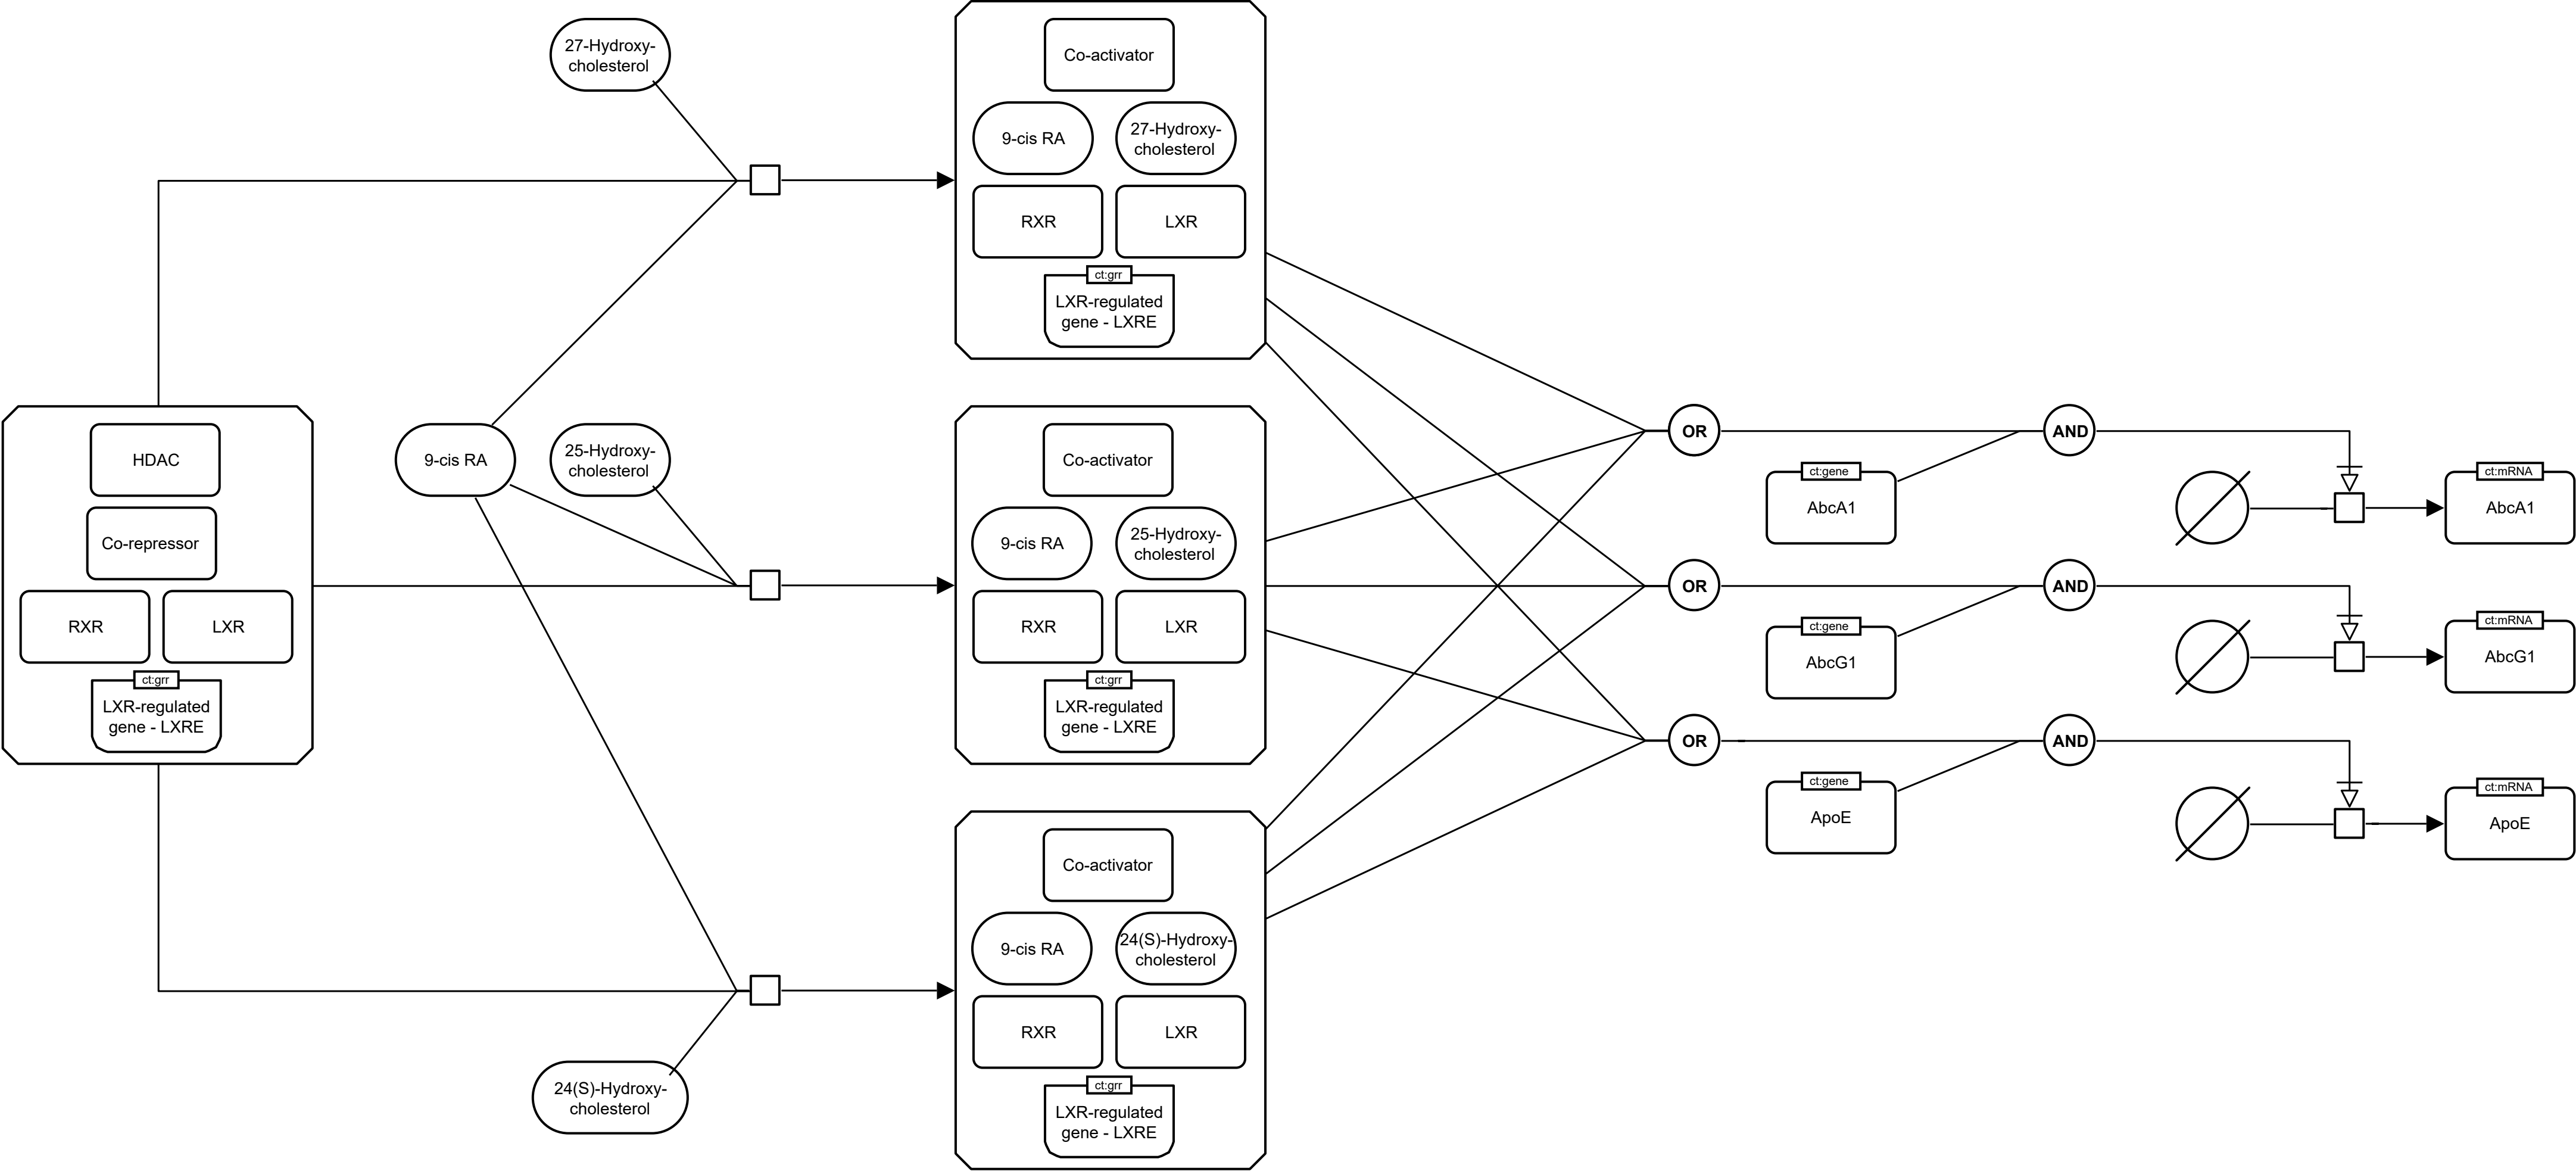 27-Hydroxy-
cholesterol
Co-activator
9-cis RA
27-Hydroxy-
cholesterol
RXR
LXR
ct:grr
LXR-regulated
gene - LXRE
HDAC
Co-repressor
RXR
LXR
ct:grr
LXR-regulated
gene - LXRE
9-cis RA
25-Hydroxy-
cholesterol
Co-activator
9-cis RA
25-Hydroxy-
cholesterol
RXR
LXR
ct:grr
LXR-regulated
gene - LXRE
24(S)-Hydroxy-
cholesterol
Co-activator
9-cis RA
24(S)-Hydroxy-
cholesterol
RXR
LXR
ct:grr
LXR-regulated
gene - LXRE
OR
AND
ct:gene
AbcA1
ct:mRNA
AbcA1
OR
AND
ct:gene
AbcG1
ct:mRNA
AbcG1
OR
AND
ct:gene
ApoE
ct:mRNA
ApoE